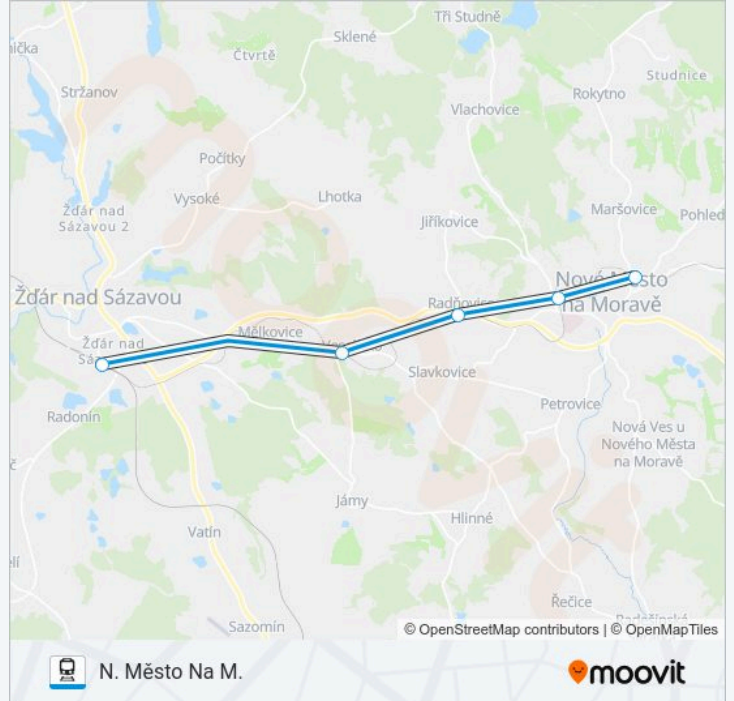 Tři Studně
Sklené
Čtvrtě
Studnice
Stržanov
Rokytno
Vlachovice
Počítky
Vysoké
Lhotka
Maršovice
Žďár nad
Sázavou 2
Jiříkovice
Pohled
Nové Město
na Moravě
Žďár nad Sázavou
Radňovice
Mělkovice
Žďár nad
Slavkovice
Petrovice
Radonín
Nová Ves u
Nového Města
na Moravě
Jámy
Hlinné
Vatín
Řečice
Sazomín
© OpenStreetMap contributors | © OpenMapTiles
N. Město Na M.
moovit